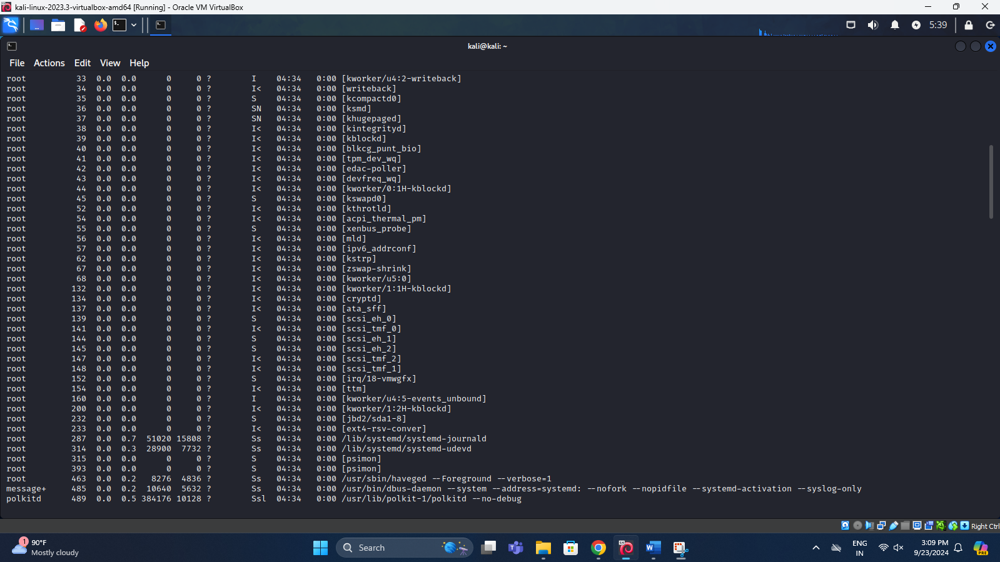 kali-linux-2023.3-virtualbox-amd64 [Running] - Oracle VM VirtualBox
5:39
kali@kali: ~
File Actions Edit View Help
root 33 0.0 0.0 0 0 ? I 04:34 0:00 [kworker/u4:2-writeback]
root 34 0.0 0.0 0 0 ? I< 04:34 0:00 [writeback]
root 35 0.0 0.0 0 0 ? S 04:34 0:00 [kcompactd0]
root 36 0.0 0.0 0 0 ? SN 04:34 0:00 [ksmd]
root 37 0.0 0.0 0 0 ? SN 04:34 0:00 [khugepaged]
root 38 0.0 0.0 0 0 ? I< 04:34 0:00 [kintegrityd]
root 39 0.0 0.0 0 0 ? I< 04:34 0:00 [kblockd]
root 40 0.0 0.0 0 0 ? I< 04:34 0:00 [blkcg_punt_bio]
root 41 0.0 0.0 0 0 ? I< 04:34 0:00 [tpm_dev_wq]
root 42 0.0 0.0 0 0 ? I< 04:34 0:00 [edac-poller]
root 43 0.0 0.0 0 0 ? I< 04:34 0:00 [devfreq_wq]
root 44 0.0 0.0 0 0 ? I< 04:34 0:00 [kworker/0:1H-kblockd]
root 45 0.0 0.0 0 0 ? S 04:34 0:00 [kswapd0]
root 52 0.0 0.0 0 0 ? I< 04:34 0:00 [kthrotld]
root 54 0.0 0.0 0 0 ? I< 04:34 0:00 [acpi_thermal_pm]
root 55 0.0 0.0 0 0 ? S 04:34 0:00 [xenbus_probe]
root 56 0.0 0.0 0 0 ? I< 04:34 0:00 [mld]
root 57 0.0 0.0 0 0 ? I< 04:34 0:00 [ipv6_addrconf]
root 62 0.0 0.0 0 0 ? I< 04:34 0:00 [kstrp]
root 67 0.0 0.0 0 0 ? I< 04:34 0:00 [zswap-shrink]
root 68 0.0 0.0 0 0 ? I< 04:34 0:00 [kworker/u5:0]
root 132 0.0 0.0 0 0 ? I< 04:34 0:00 [kworker/1:1H-kblockd]
root 134 0.0 0.0 0 0 ? I< 04:34 0:00 [cryptd]
root 137 0.0 0.0 0 0 ? I< 04:34 0:00 [ata_sff]
root 139 0.0 0.0 0 0 ? S 04:34 0:00 [scsi_eh_0]
root 141 0.0 0.0 0 0 ? I< 04:34 0:00 [scsi_tmf_0]
root 144 0.0 0.0 0 0 ? S 04:34 0:00 [scsi_eh_1]
root 145 0.0 0.0 0 0 ? S 04:34 0:00 [scsi_eh_2]
root 147 0.0 0.0 0 0 ? I< 04:34 0:00 [scsi_tmf_2]
root 148 0.0 0.0 0 0 ? I< 04:34 0:00 [scsi_tmf_1]
root 152 0.0 0.0 0 0 ? S 04:34 0:00 [irq/18-vmwgfx]
root 154 0.0 0.0 0 0 ? I< 04:34 0:00 [ttm]
root 160 0.0 0.0 0 0 ? I 04:34 0:00 [kworker/u4:5-events_unbound]
root 200 0.0 0.0 0 0 ? I< 04:34 0:00 [kworker/1:2H-kblockd]
root 232 0.0 0.0 0 0 ? S 04:34 0:00 [jbd2/sda1-8]
root 233 0.0 0.0 0 0 ? I< 04:34 0:00 [ext4-rsv-conver]
root 287 0.0 0.7 51020 15808 ? Ss 04:34 0:00 /lib/systemd/systemd-journald
root 314 0.0 0.3 28900 7732 ? Ss 04:34 0:00 /lib/systemd/systemd-udevd
root 315 0.0 0.0 0 0 ? S 04:34 0:00 [psimon]
root 393 0.0 0.0 0 0 ? S 04:34 0:00 [psimon]
root 463 0.0 0.2 8276 4836 ? Ss 04:34 0:00 /usr/sbin/haveged --Foreground --verbose=1
message+ 485 0.0 0.2 10640 5632 ? Ss 04:34 0:00 /usr/bin/dbus-daemon --system --address=systemd: --nofork --nopidfile --systemd-activation --syslog-only
polkitd 489 0.0 0.5 384176 10128 ? Ssl 04:34 0:00 /usr/lib/polkit-1/polkitd --no-debug
Right Ctrl
1
90°F
Mostly cloudy
Search
ENG
IN
3:09 PM
9/23/2024
PRE